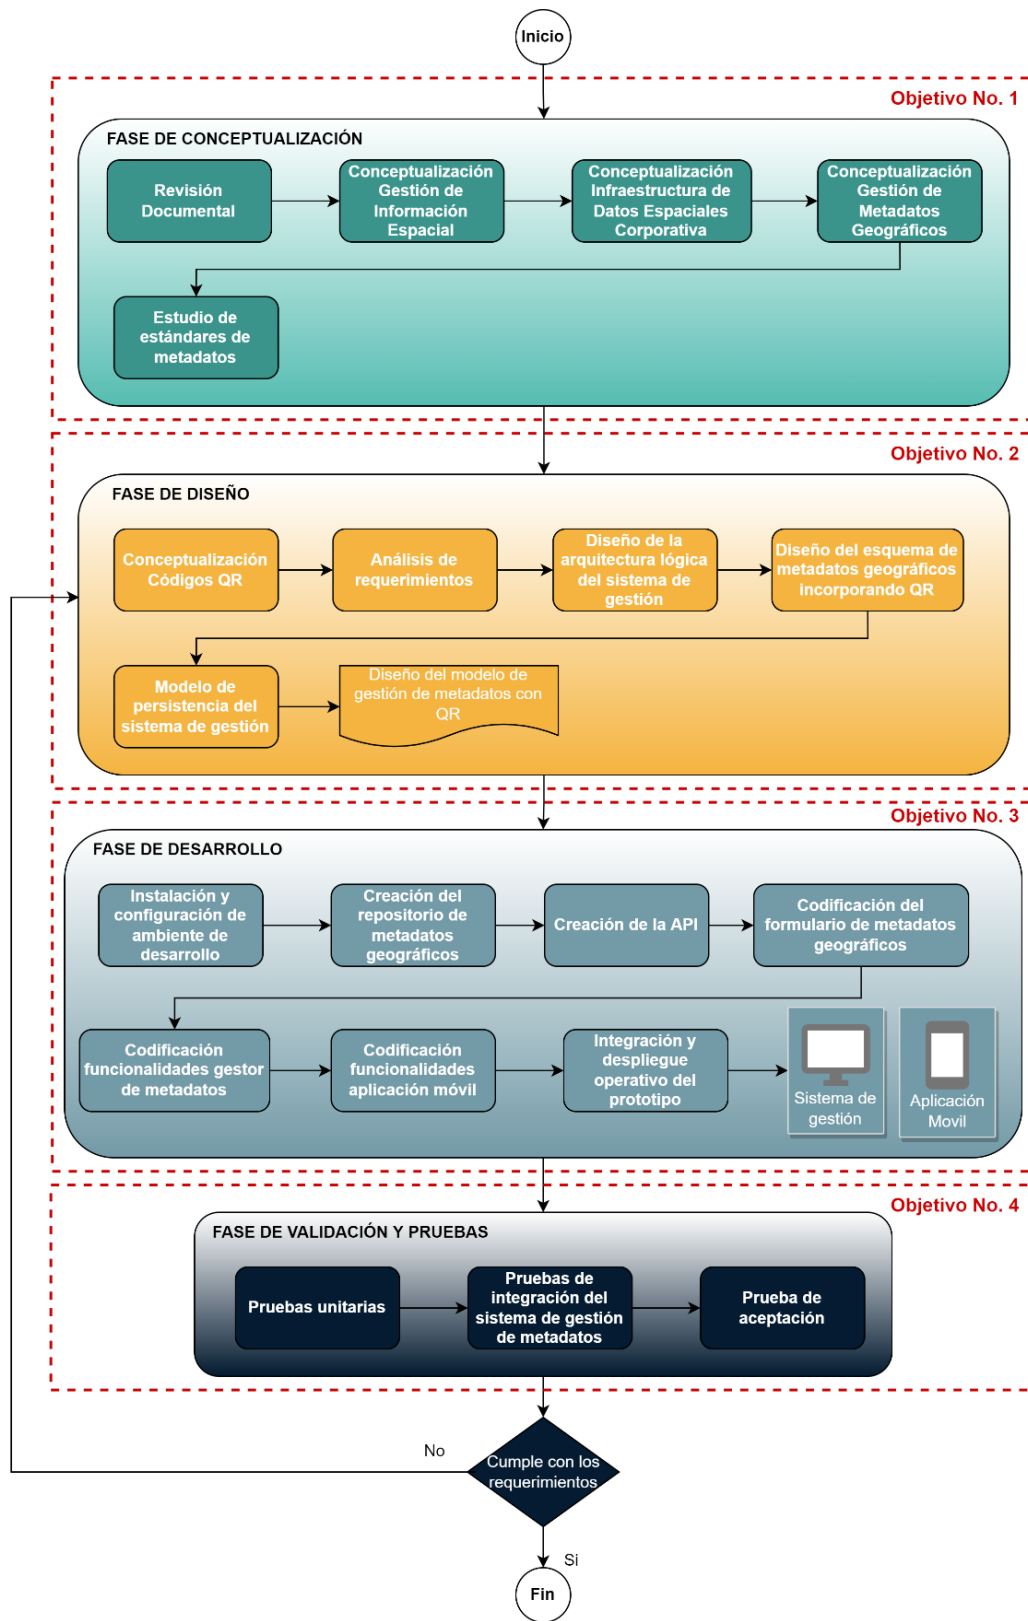 Inicio
Objetivo No. 1
FASE DE CONCEPTUALIZACIÓN
Revisión
Documental
Conceptualización
Gestión de
Información
Espacial
Conceptualización
Infraestructura de
Datos Espaciales
Corporativa
Conceptualización
Gestión de
Metadatos
Geográficos
Estudio de
estándares de
metadatos
Objetivo No. 2
FASE DE DISEÑO
Conceptualización
Códigos QR
Análisis de
requerimientos
Diseño de la
arquitectura lógica
del sistema de
gestión
Diseño del esquema de
metadatos geográficos
incorporando QR
Modelo de
persistencia del
sistema de gestión
Diseño del modelo de
gestión de metadatos con
QR
Objetivo No. 3
FASE DE DESARROLLO
Instalación y
configuración de
ambiente de
desarrollo
Creación del
repositorio de
metadatos
geográficos
Creación de la API
Codificación del
formulario de metadatos
geográficos
Codificación
funcionalidades gestor
de metadatos
Codificación
funcionalidades
aplicación móvil
Integración y
despliegue
operativo del
prototipo
Sistema de
gestión
Aplicación
Movil
Objetivo No. 4
FASE DE VALIDACIÓN Y PRUEBAS
Pruebas unitarias
Pruebas de
integración del
sistema de gestión
de metadatos
Prueba de
aceptación
No
Cumple con los
requerimientos
Si
Fin